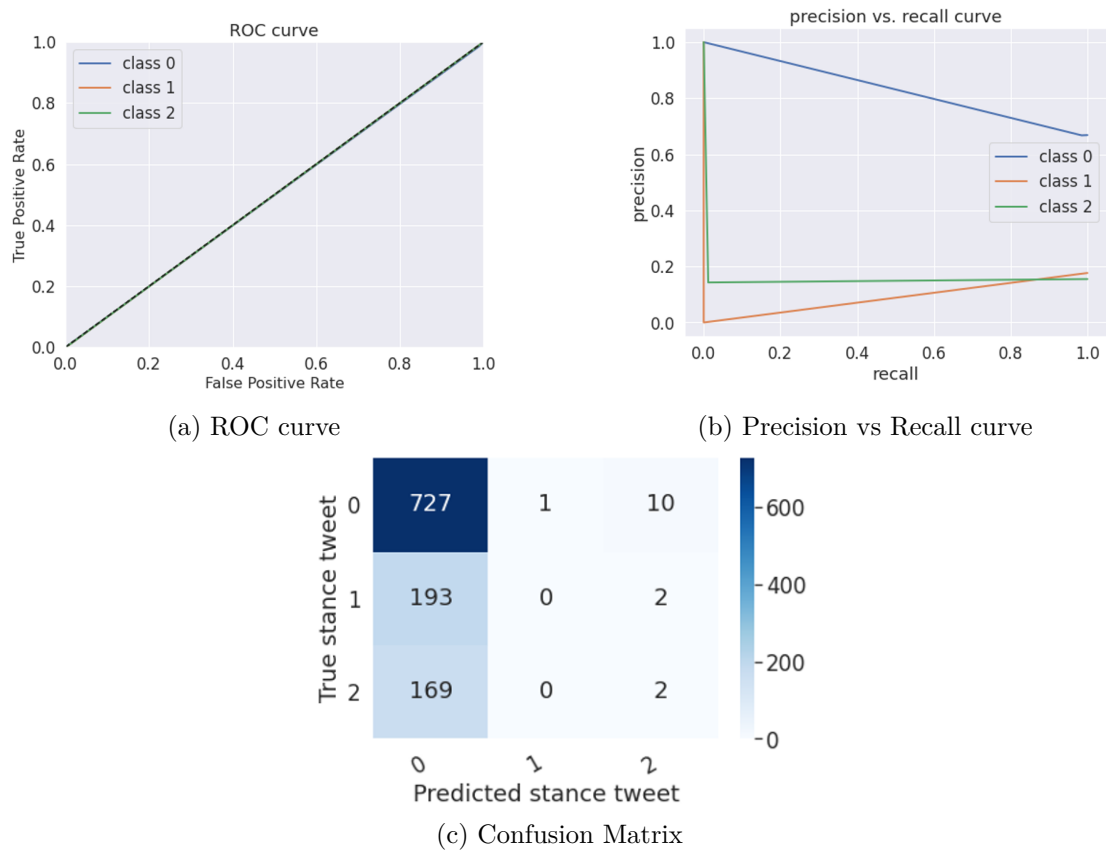 ROC curve
1.0
0.8
0.6
0.4
0.2
0.0
True Positive Rate
class 0
class 1
class 2
0.0 0.2 0.4 0.6 0.8 1.0
False Positive Rate
(a) ROC curve
precision vs. recall curve
1.0
0.8
0.6
0.4
0.2
0.0
precision
class 0
class 1
class 2
0.0 0.2 0.4 0.6 0.8 1.0
recall
(b) Precision vs Recall curve
True stance tweet
0 727 1 10
1 193 0 2
2 169 0 2
0 1 2
Predicted stance tweet
600
400
200
0
(c) Confusion Matrix